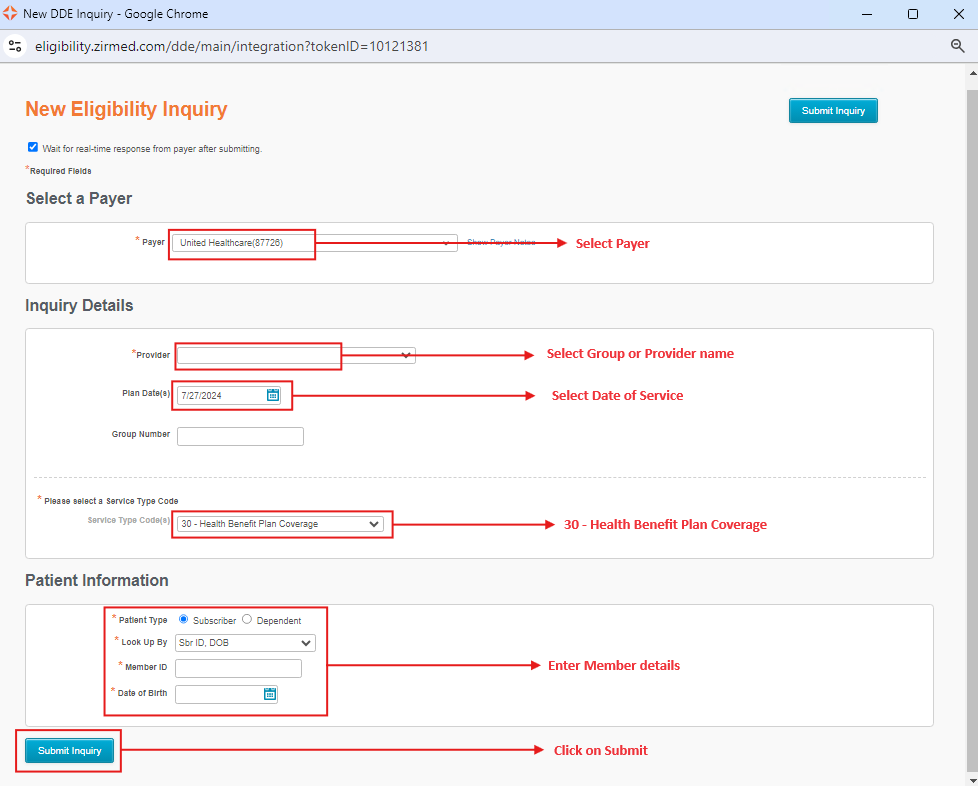 New DDE Inquiry - Google Chrome
eligibility.zirmed.com/dde/main/integration?tokenID=10121381
New Eligibility Inquiry
Submit Inquiry
Wait for real-time response from payer after submitting.
*Required Fields
Select a Payer
* Payer United Healthcare(87726) Show Payer Notes Select Payer
Inquiry Details
*Provider Select Group or Provider name
Plan Date(s) 7/27/2024 Select Date of Service
Group Number
* Please select a Service Type Code
Service Type Code(s) 30 - Health Benefit Plan Coverage 30 - Health Benefit Plan Coverage
Patient Information
* Patient Type Subscriber Dependent
* Look Up By Sbr ID, DOB
* Member ID Enter Member details
* Date of Birth
Submit Inquiry Click on Submit